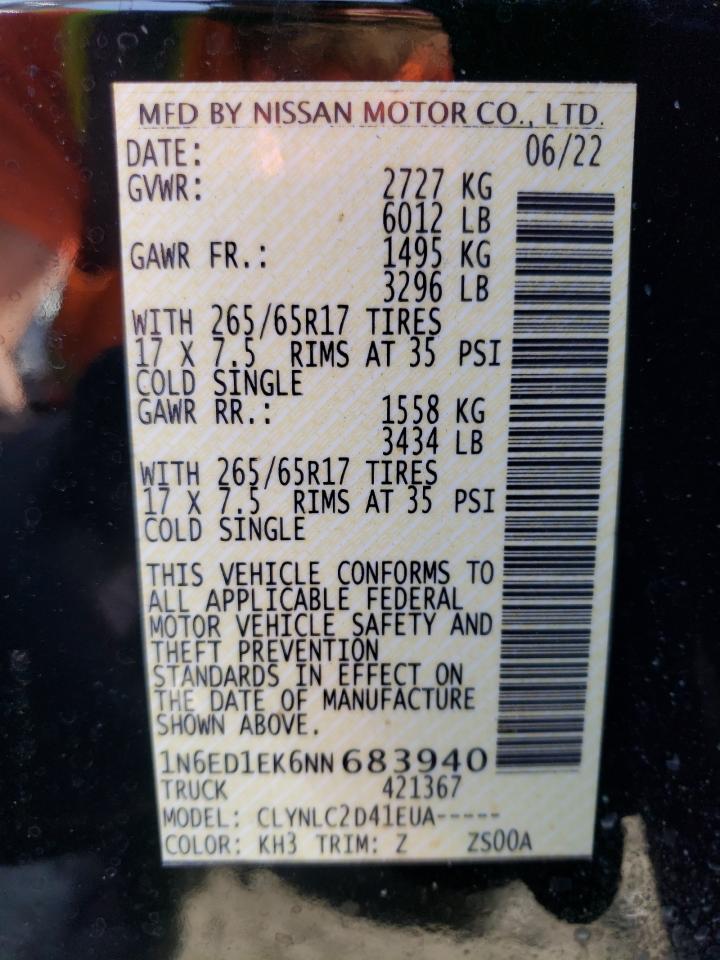 MFD BY NISSAN MOTOR CO., LTD.
DATE: 06/22
GVWR: 2727 KG
6012 LB
GAWR FR.: 1495 KG
3296 LB
WITH 265/65R17 TIRES
17 X 7.5 RIMS AT 35 PSI
COLD SINGLE
GAWR RR.: 1558 KG
3434 LB
WITH 265/65R17 TIRES
17 X 7.5 RIMS AT 35 PSI
COLD SINGLE
THIS VEHICLE CONFORMS TO
ALL APPLICABLE FEDERAL
MOTOR VEHICLE SAFETY AND
THEFT PREVENTION
STANDARDS IN EFFECT ON
THE DATE OF MANUFACTURE
SHOWN ABOVE.
1N6ED1EK6NN683940
TRUCK 421367
MODEL: CLYNLC2D41EUA-----
COLOR: KH3 TRIM: Z ZS00A